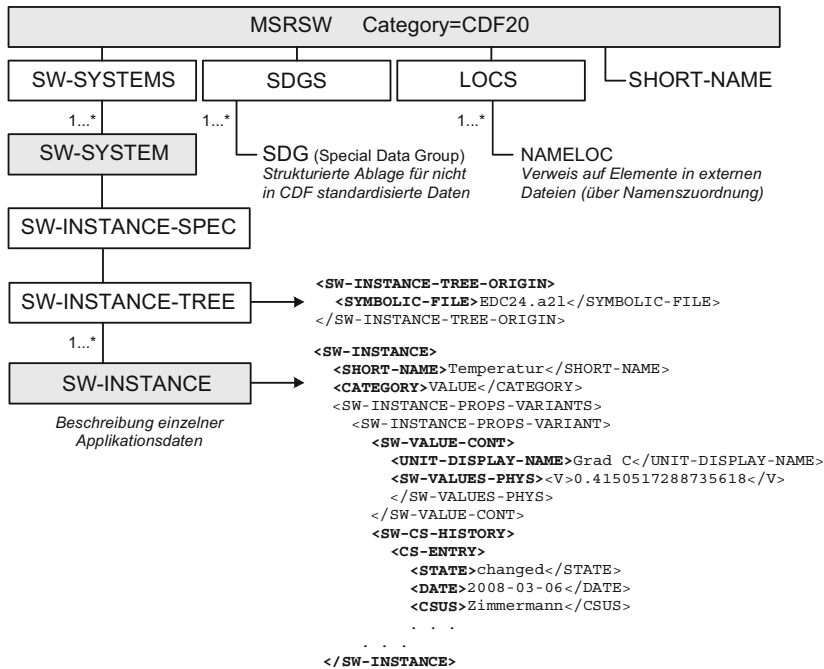 MSRSW Category=CDF20
SW-SYSTEMS
SDGS
LOCS
SHORT-NAME
1...*
1...*
1...*
SW-SYSTEM
SDG (Special Data Group)
Strukturierte Ablage für nicht
in CDF standardisierte Daten
NAMELOC
Verweis auf Elemente in externen
Dateien (über Namenszuordnung)
SW-INSTANCE-SPEC
SW-INSTANCE-TREE
<SW-INSTANCE-TREE-ORIGIN>
<SYMBOLIC-FILE>EDC24.a2l</SYMBOLIC-FILE>
</SW-INSTANCE-TREE-ORIGIN>
1...*
SW-INSTANCE
Beschreibung einzelner
Applikationsdaten
<SW-INSTANCE>
<SHORT-NAME>Temperatur</SHORT-NAME>
<CATEGORY>VALUE</CATEGORY>
<SW-INSTANCE-PROPS-VARIANTS>
<SW-INSTANCE-PROPS-VARIANT>
<SW-VALUE-CONT>
<UNIT-DISPLAY-NAME>Grad C</UNIT-DISPLAY-NAME>
<SW-VALUES-PHYS><V>0.4150517288735618</V>
</SW-VALUES-PHYS>
</SW-VALUE-CONT>
<SW-CS-HISTORY>
<CS-ENTRY>
<STATE>changed</STATE>
<DATE>2008-03-06</DATE>
<CSUS>Zimmermann</CSUS>
. . .
. . .
</SW-INSTANCE>